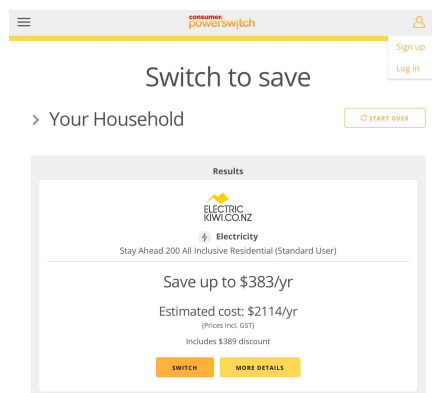 consumer.
powerswitch
Sign up
Log in
Switch to save
Your Household
START OVER
Results
ELECTRIC
KIWI.CO.NZ
Electricity
Stay Ahead 200 All Inclusive Residential (Standard User)
Save up to $383/yr
Estimated cost: $2114/yr
(Prices Incl. GST)
Includes $389 discount
SWITCH MORE DETAILS